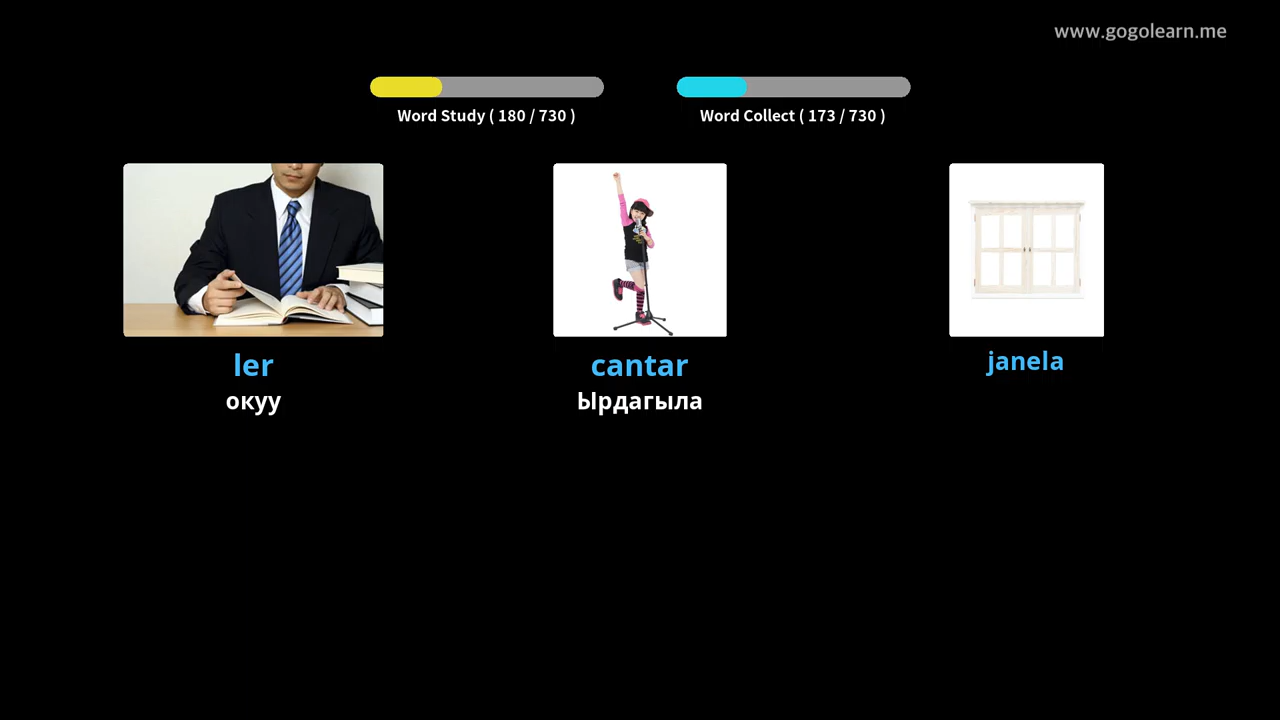 www.gogolearn.me
Word Study ( 180 / 730 )
Word Collect ( 173 / 730 )
ler
окуу
cantar
Ырдагыла
janela